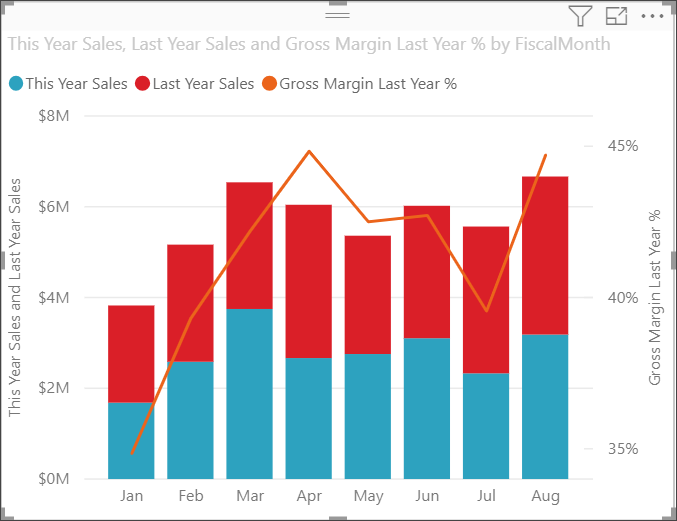 This Year Sales, Last Year Sales and Gross Margin Last Year % by FiscalMonth
This Year Sales
Last Year Sales
Gross Margin Last Year %
This Year Sales and Last Year Sales
$8M
$6M
$4M
$2M
$0M
45%
40%
35%
Gross Margin Last Year %
Jan Feb Mar Apr May Jun Jul Aug